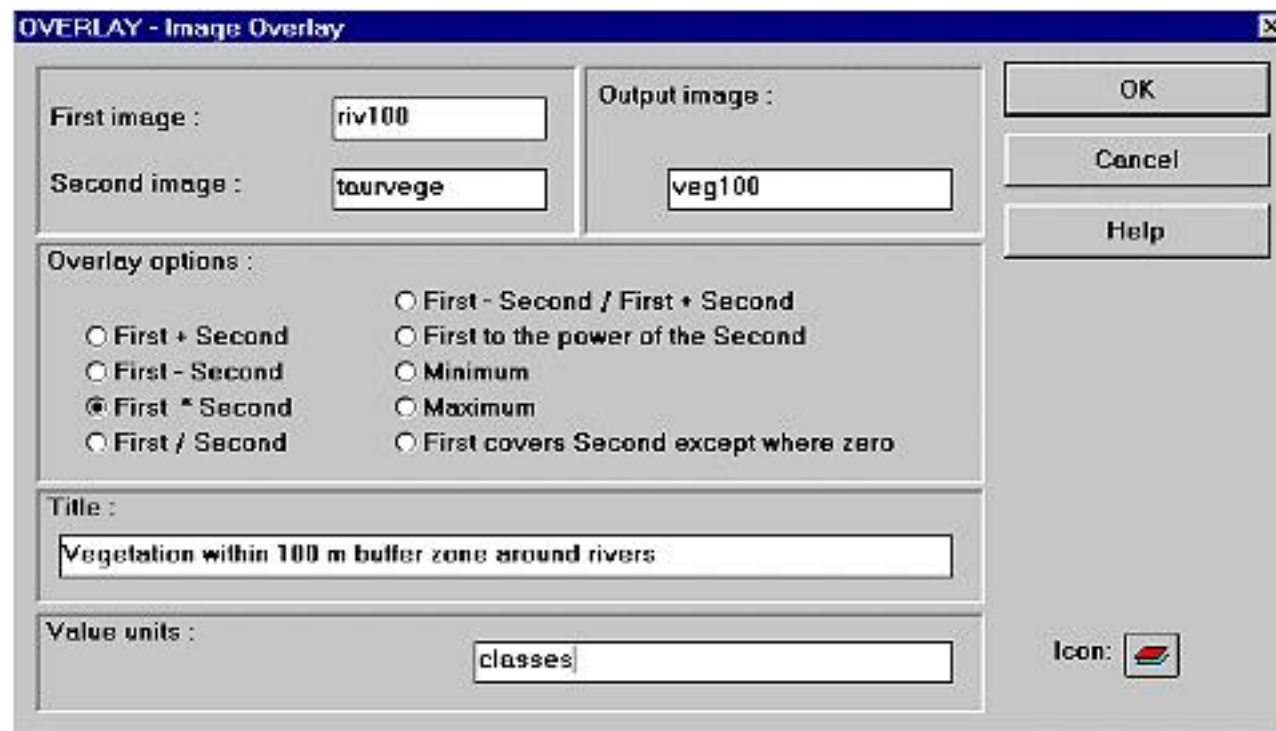 OVERLAY - Image Overlay
First image :
riv100
Second image :
taurvege
Output image :
veg100
OK
Cancel
Help
Overlay options :
First - Second / First + Second
First + Second
First to the power of the Second
First - Second
Minimum
First * Second
Maximum
First / Second
First covers Second except where zero
Title :
Vegetation within 100 m buffer zone around rivers
Value units :
classes
Icon: